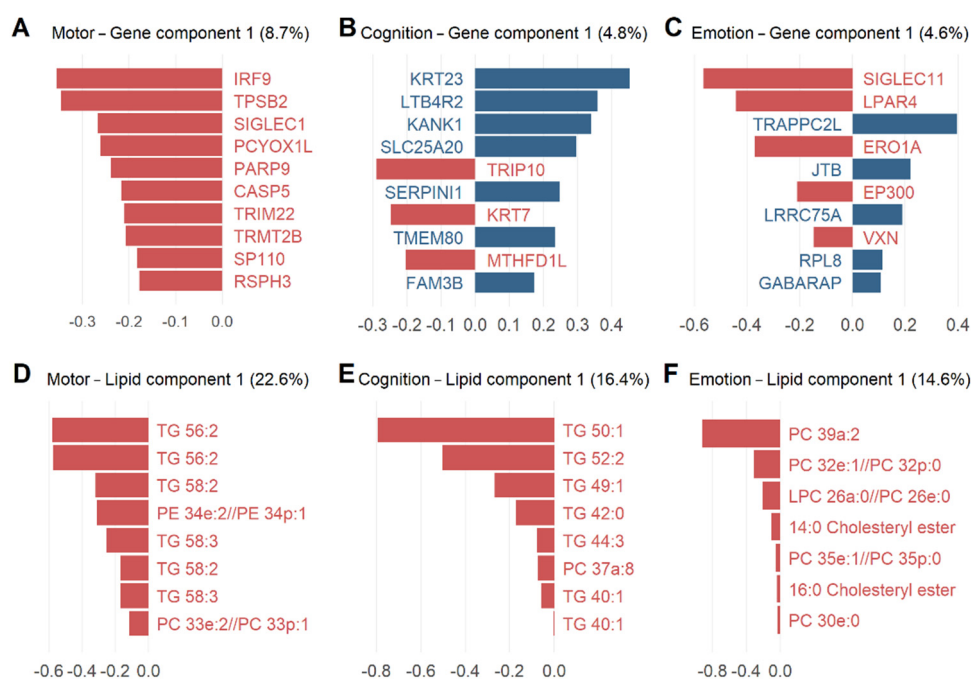 A Motor – Gene component 1 (8.7%)
IRF9
TPSB2
SIGLEC1
PCYOX1L
PARP9
CASP5
TRIM22
TRMT2B
SP110
RSPH3
-0.3 -0.2 -0.1 0.0
B Cognition – Gene component 1 (4.8%)
KRT23
LTB4R2
KANK1
SLC25A20
TRIP10
SERPINI1
KRT7
TMEM80
MTHFD1L
FAM3B
-0.3 -0.2 -0.1 0.0 0.1 0.2 0.3 0.4
C Emotion – Gene component 1 (4.6%)
SIGLEC11
LPAR4
TRAPPC2L
ERO1A
JTB
EP300
LRRC75A
VXN
RPL8
GABARAP
-0.6 -0.4 -0.2 0.0 0.2 0.4
D Motor – Lipid component 1 (22.6%)
TG 56:2
TG 56:2
TG 58:2
PE 34e:2//PE 34p:1
TG 58:3
TG 58:2
TG 58:3
PC 33e:2//PC 33p:1
-0.6 -0.4 -0.2 0.0
E Cognition – Lipid component 1 (16.4%)
TG 50:1
TG 52:2
TG 49:1
TG 42:0
TG 44:3
PC 37a:8
TG 40:1
TG 40:1
-0.8 -0.6 -0.4 -0.2 0.0
F Emotion – Lipid component 1 (14.6%)
PC 39a:2
PC 32e:1//PC 32p:0
LPC 26a:0//PC 26e:0
14:0 Cholesteryl ester
PC 35e:1//PC 35p:0
16:0 Cholesteryl ester
PC 30e:0
-0.8 -0.4 0.0